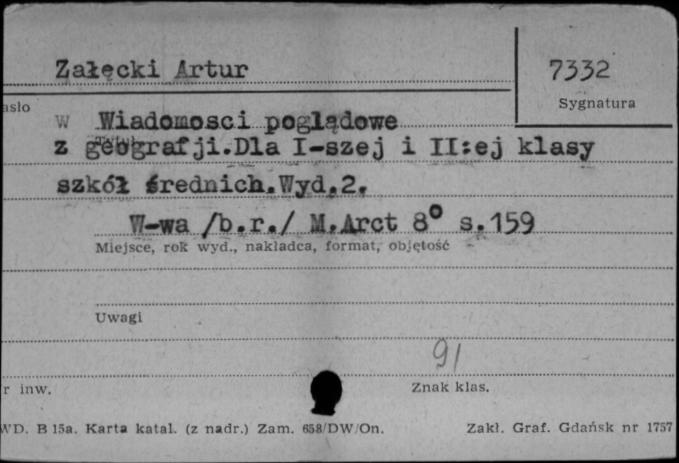 Załęcki Artur
7332
Sygnatura
asło
w Wiadomosci poglądowe
z geografji.Dla I-szej i II:ej klasy
szkół średnich.Wyd.2.
W-wa /b.r./ M.Arct 8° s.159
Miejsce, rok wyd., nakładca, format, objętość
Uwagi
91
r inw.
Znak klas.
WD. B 15a. Karta katal. (z nadr.) Zam. 658/DW/On.
Zakł. Graf. Gdańsk nr 1757